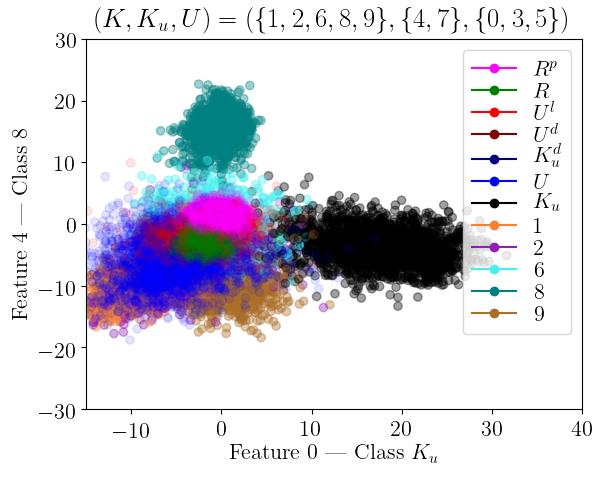 (K, K_u, U) = ({1, 2, 6, 8, 9}, {4, 7}, {0, 3, 5})
30
20
10
0
−10
−20
−30
Feature 4 — Class 8
R^p
R
U^l
U^d
K_u^d
U
K_u
1
2
6
8
9
−10
0
10
20
30
40
Feature 0 — Class K_u